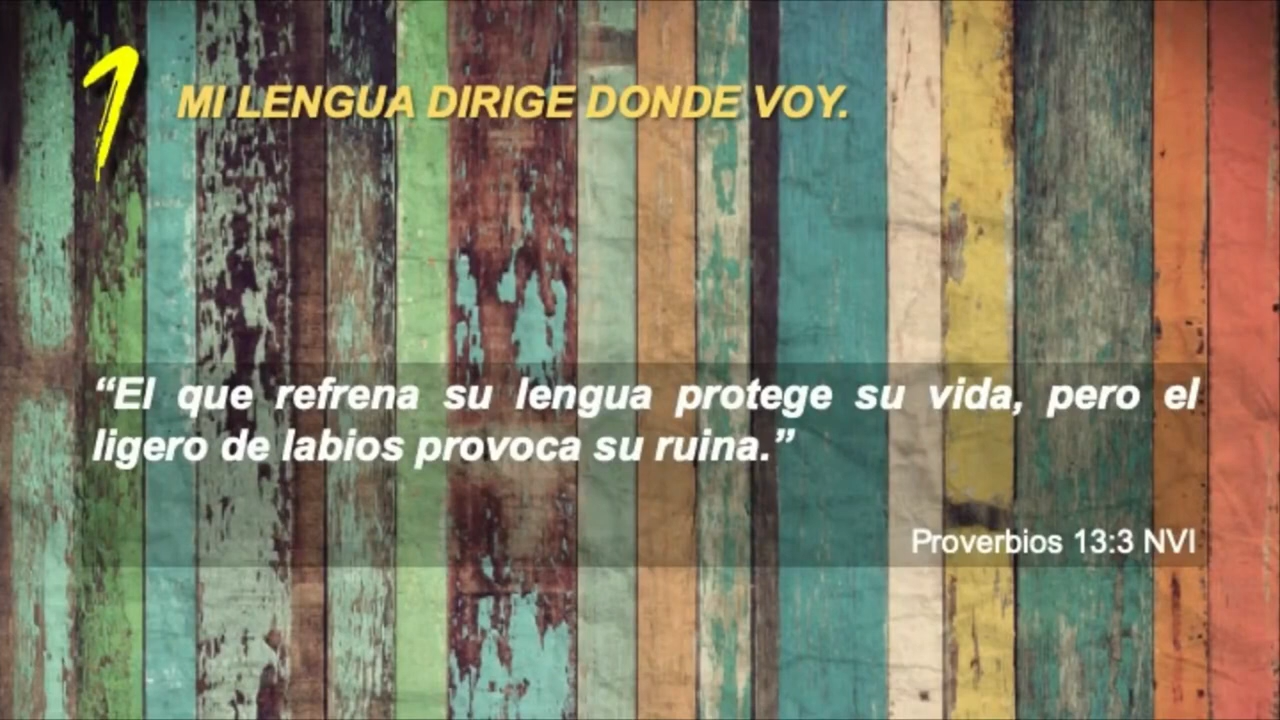 1 MI LENGUA DIRIGE DONDE VOY.
“El que refrena su lengua protege su vida, pero el
ligero de labios provoca su ruina.”
Proverbios 13:3 NVI